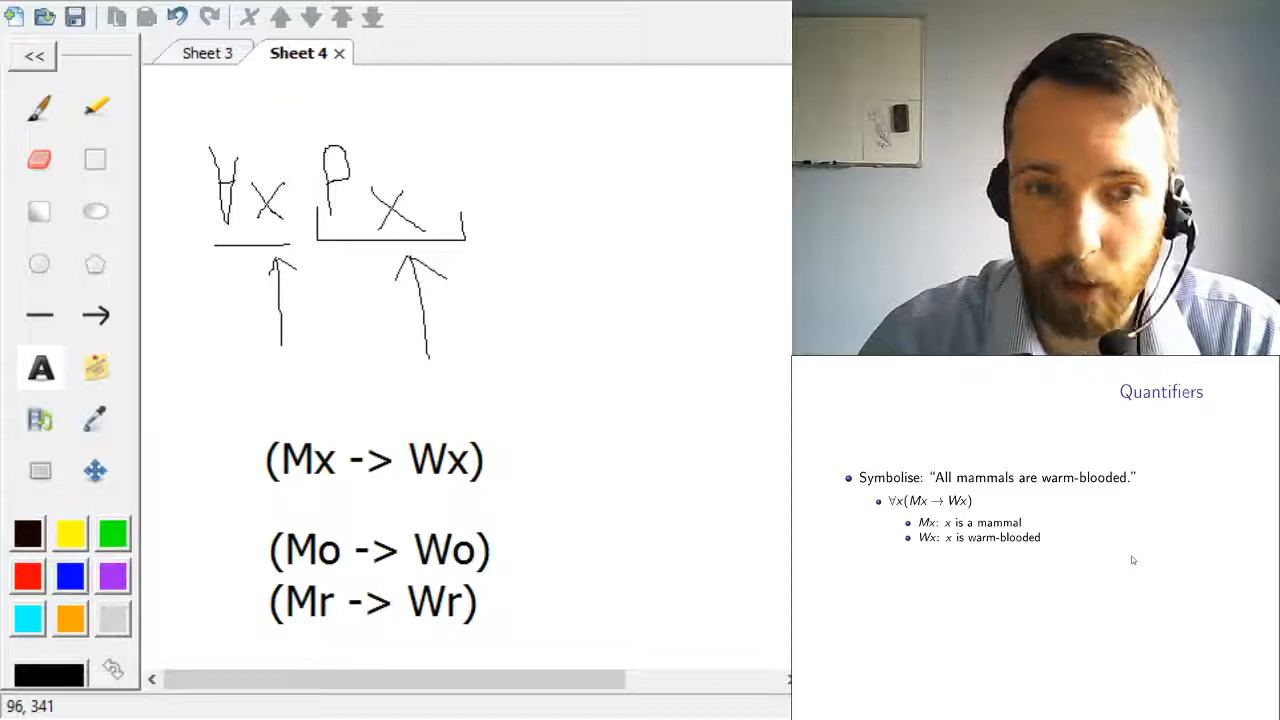 <<
Sheet 3
Sheet 4
∀x Px
(Mx -> Wx)
(Mo -> Wo)
(Mr -> Wr)
A
96, 341
Quantifiers
Symbolise: “All mammals are warm-blooded.”
∀x(Mx → Wx)
Mx: x is a mammal
Wx: x is warm-blooded